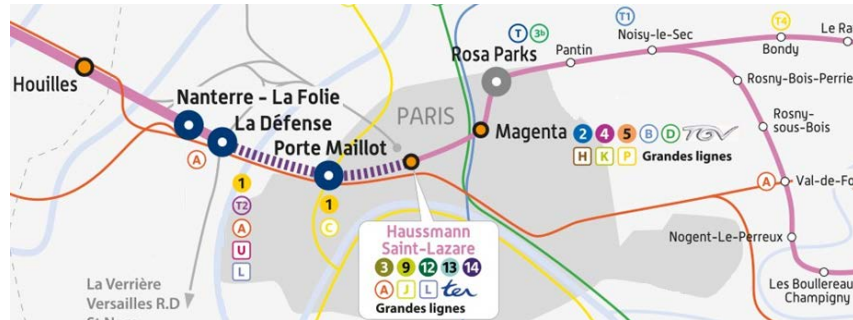 T
3b
T1
T4
Noisy-le-Sec
Bondy
Le Ra
Rosa Parks
Pantin
Houilles
Rosny-Bois-Perrie
Nanterre – La Folie
PARIS
La Défense
Rosny-
sous-Bois
Magenta
2 4 5 B D TGV
H K P Grandes lignes
Porte Maillot
A
A
Val-de-Fo
1
T2
A
U
L
1
C
Haussmann
Saint-Lazare
3 9 12 13 14
A J L ter
Grandes lignes
Nogent-Le-Perreux
Les Boullereau
Champigny
La Verrière
Versailles R.D